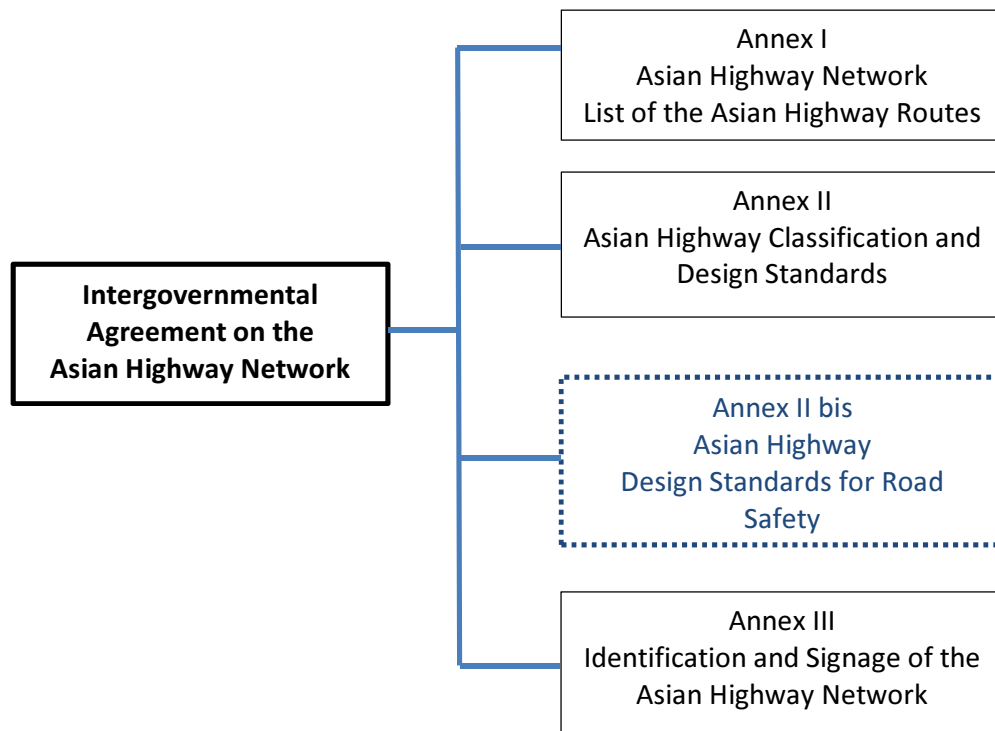 Intergovernmental
Agreement on the
Asian Highway Network
Annex I
Asian Highway Network
List of the Asian Highway Routes
Annex II
Asian Highway Classification and
Design Standards
Annex II bis
Asian Highway
Design Standards for Road
Safety
Annex III
Identification and Signage of the
Asian Highway Network